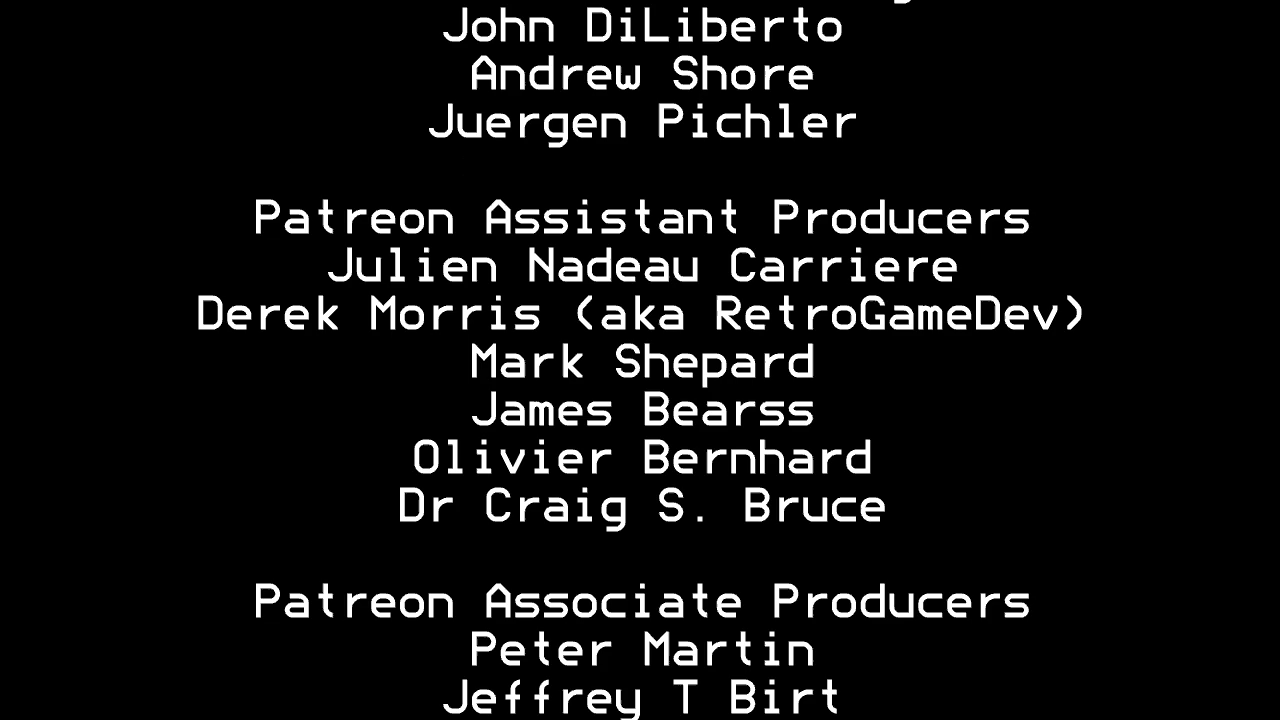 John DiLiberto
Andrew Shore
Juergen Pichler
Patreon Assistant Producers
Julien Nadeau Carriere
Derek Morris (aka RetroGameDev)
Mark Shepard
James Bearss
Olivier Bernhard
Dr Craig S. Bruce
Patreon Associate Producers
Peter Martin
Jeffrey T Birt